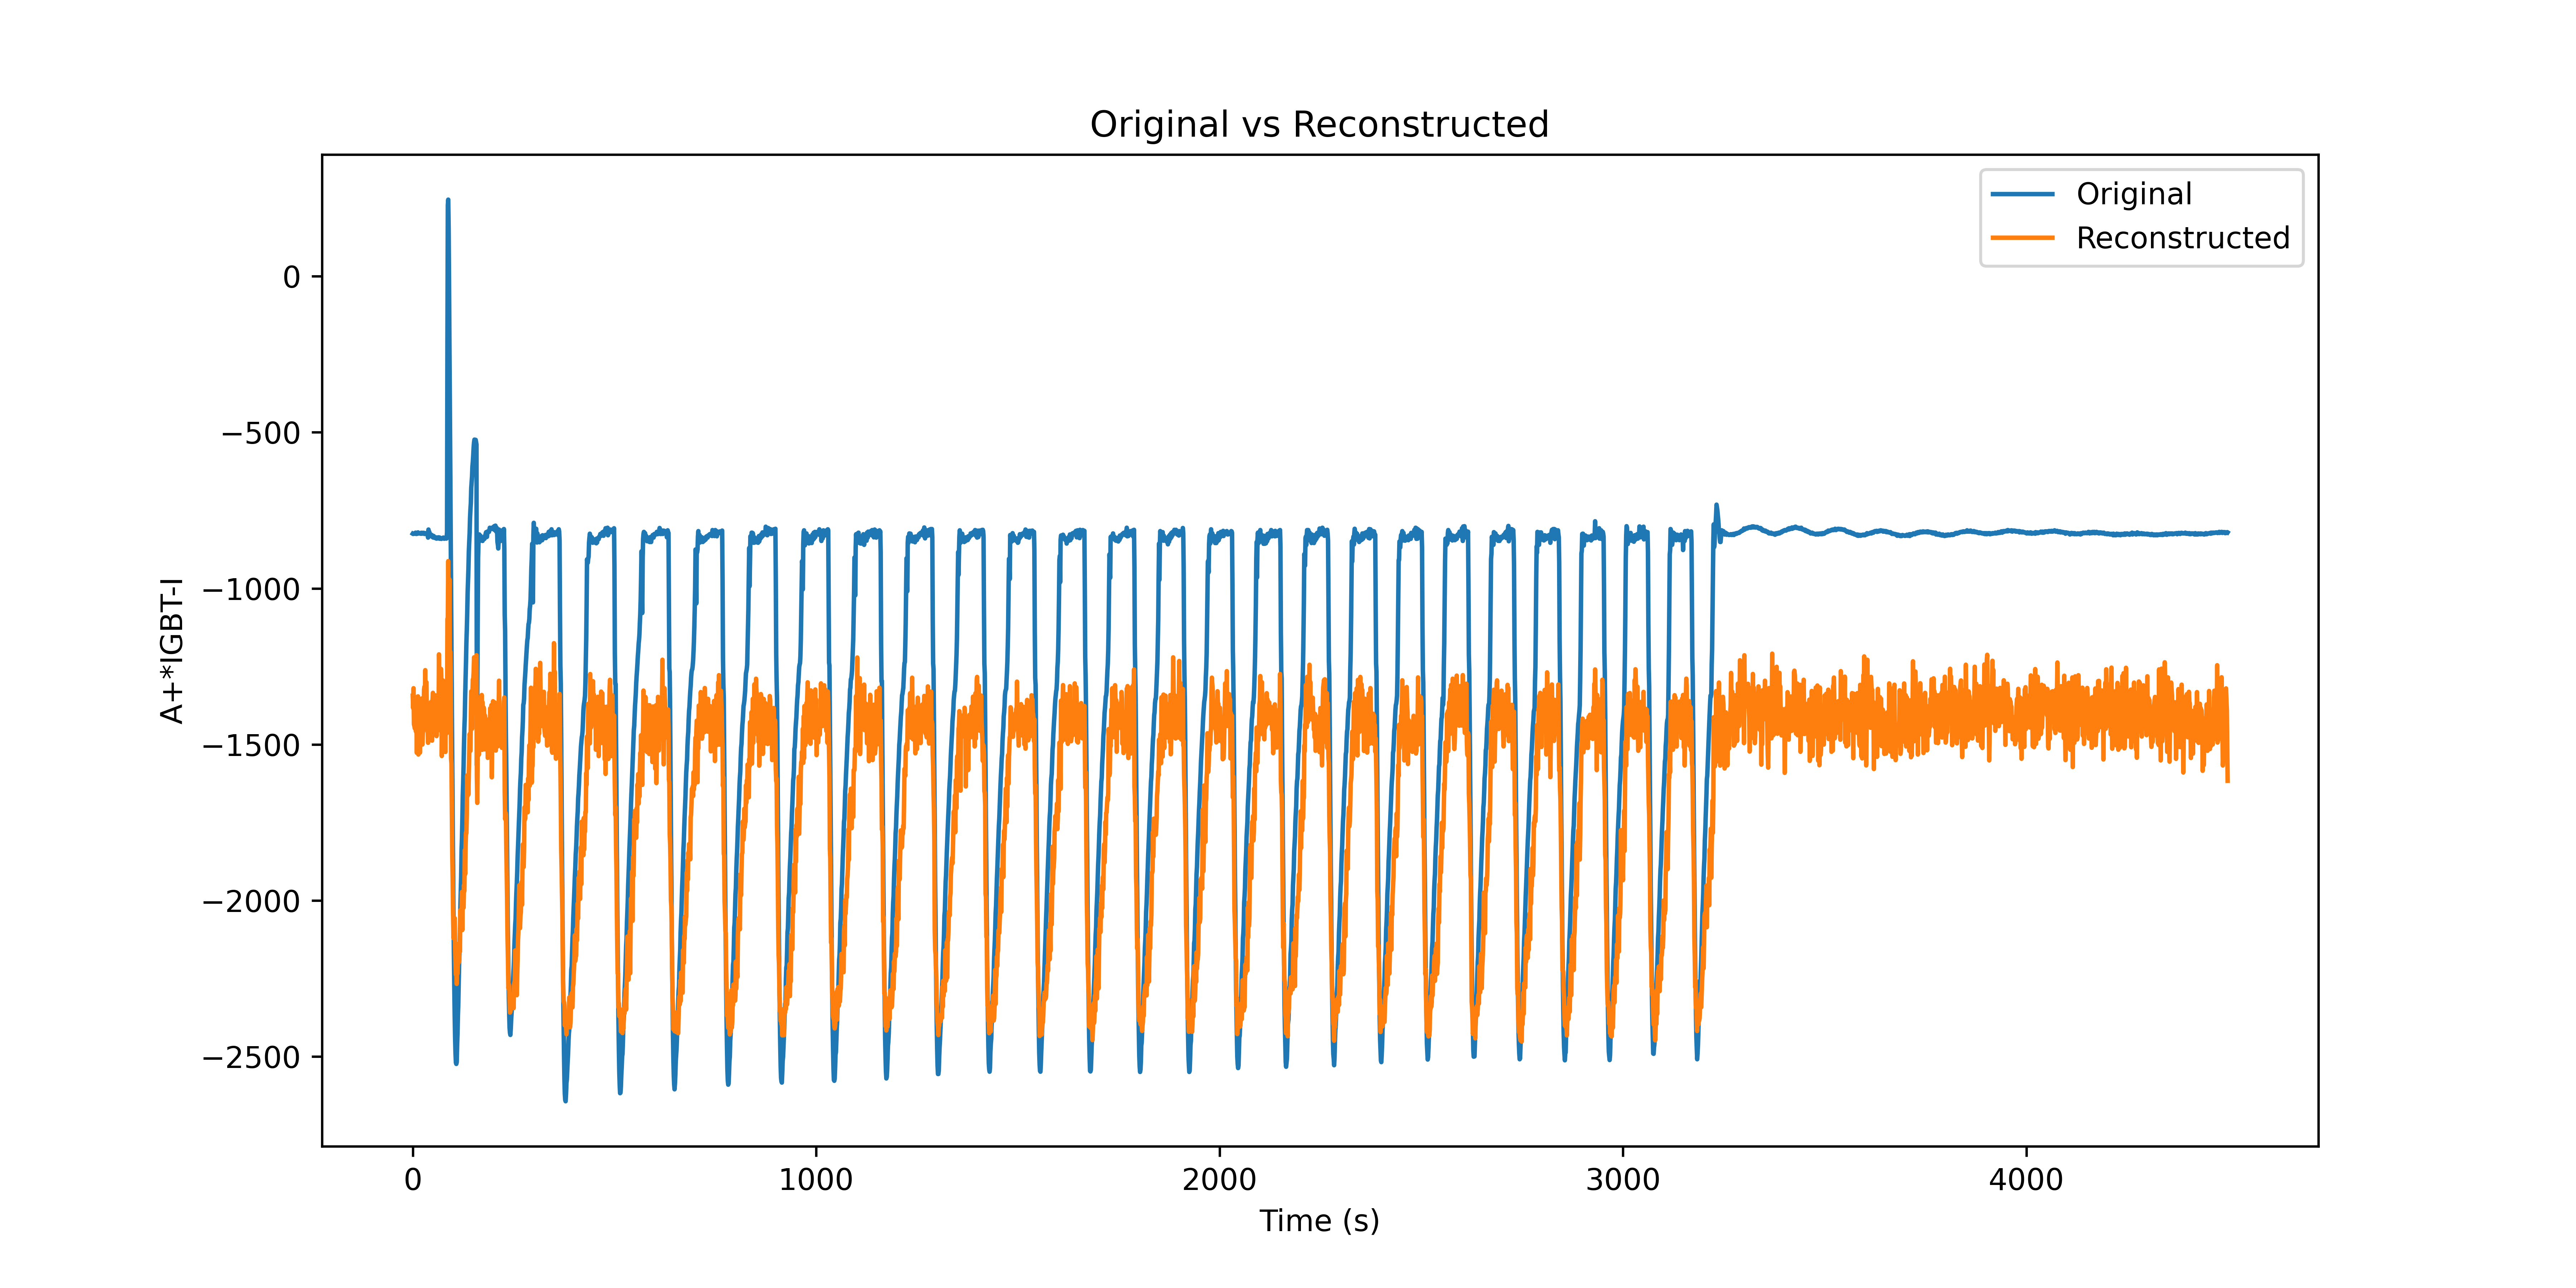 Original vs Reconstructed
Original
Reconstructed
0
−500
−1000
−1500
−2000
−2500
A+*IGBT-I
0
1000
2000
3000
4000
Time (s)